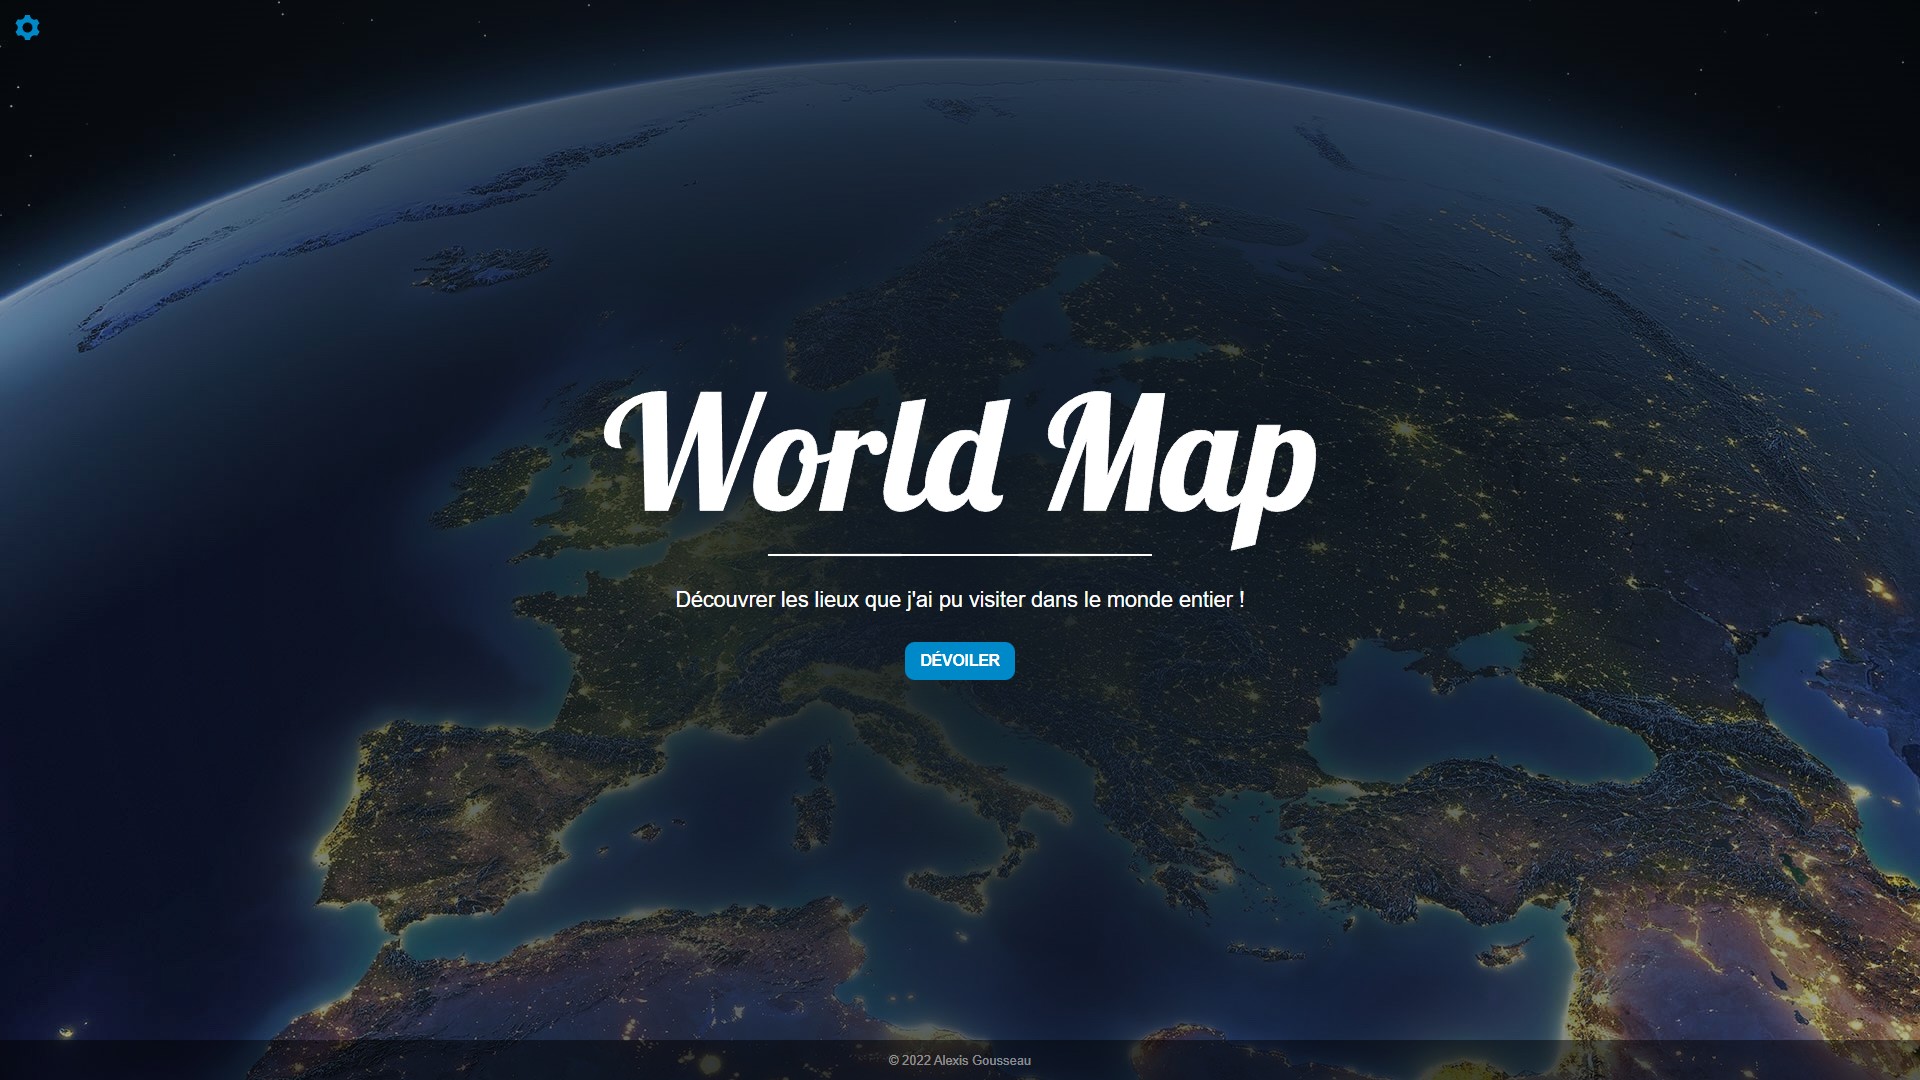 World Map
Découvrer les lieux que j'ai pu visiter dans le monde entier !
DÉVOILER
© 2022 Alexis Gousseau